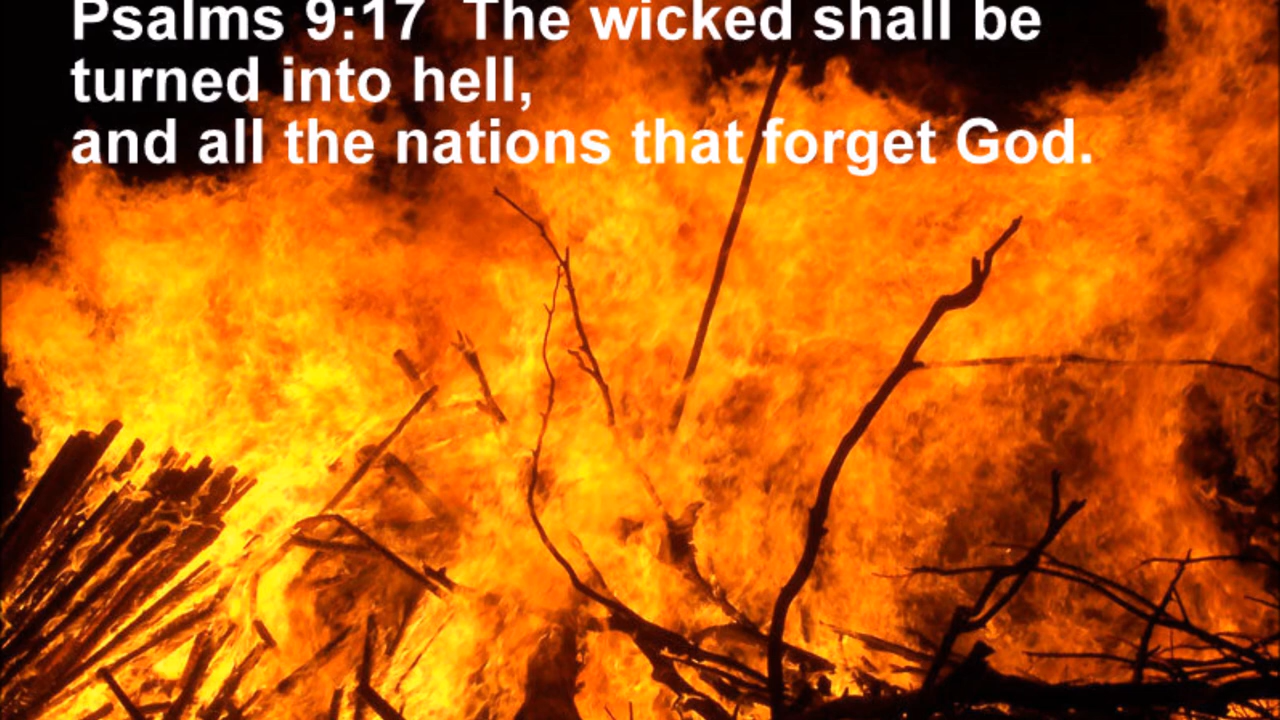 Psalms 9:17  The wicked shall be
turned into hell,
and all the nations that forget God.